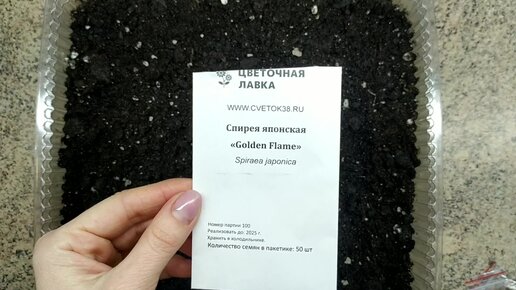 ЦВЕТОЧНАЯ
ЛАВКА
WWW.CVETOK38.RU
Спирея японская
«Golden Flame»
Spiraea japonica
Номер партии 100
Реализовать до: 2025 г.
Хранить в холодильнике.
Количество семян в пакетике: 50 шт